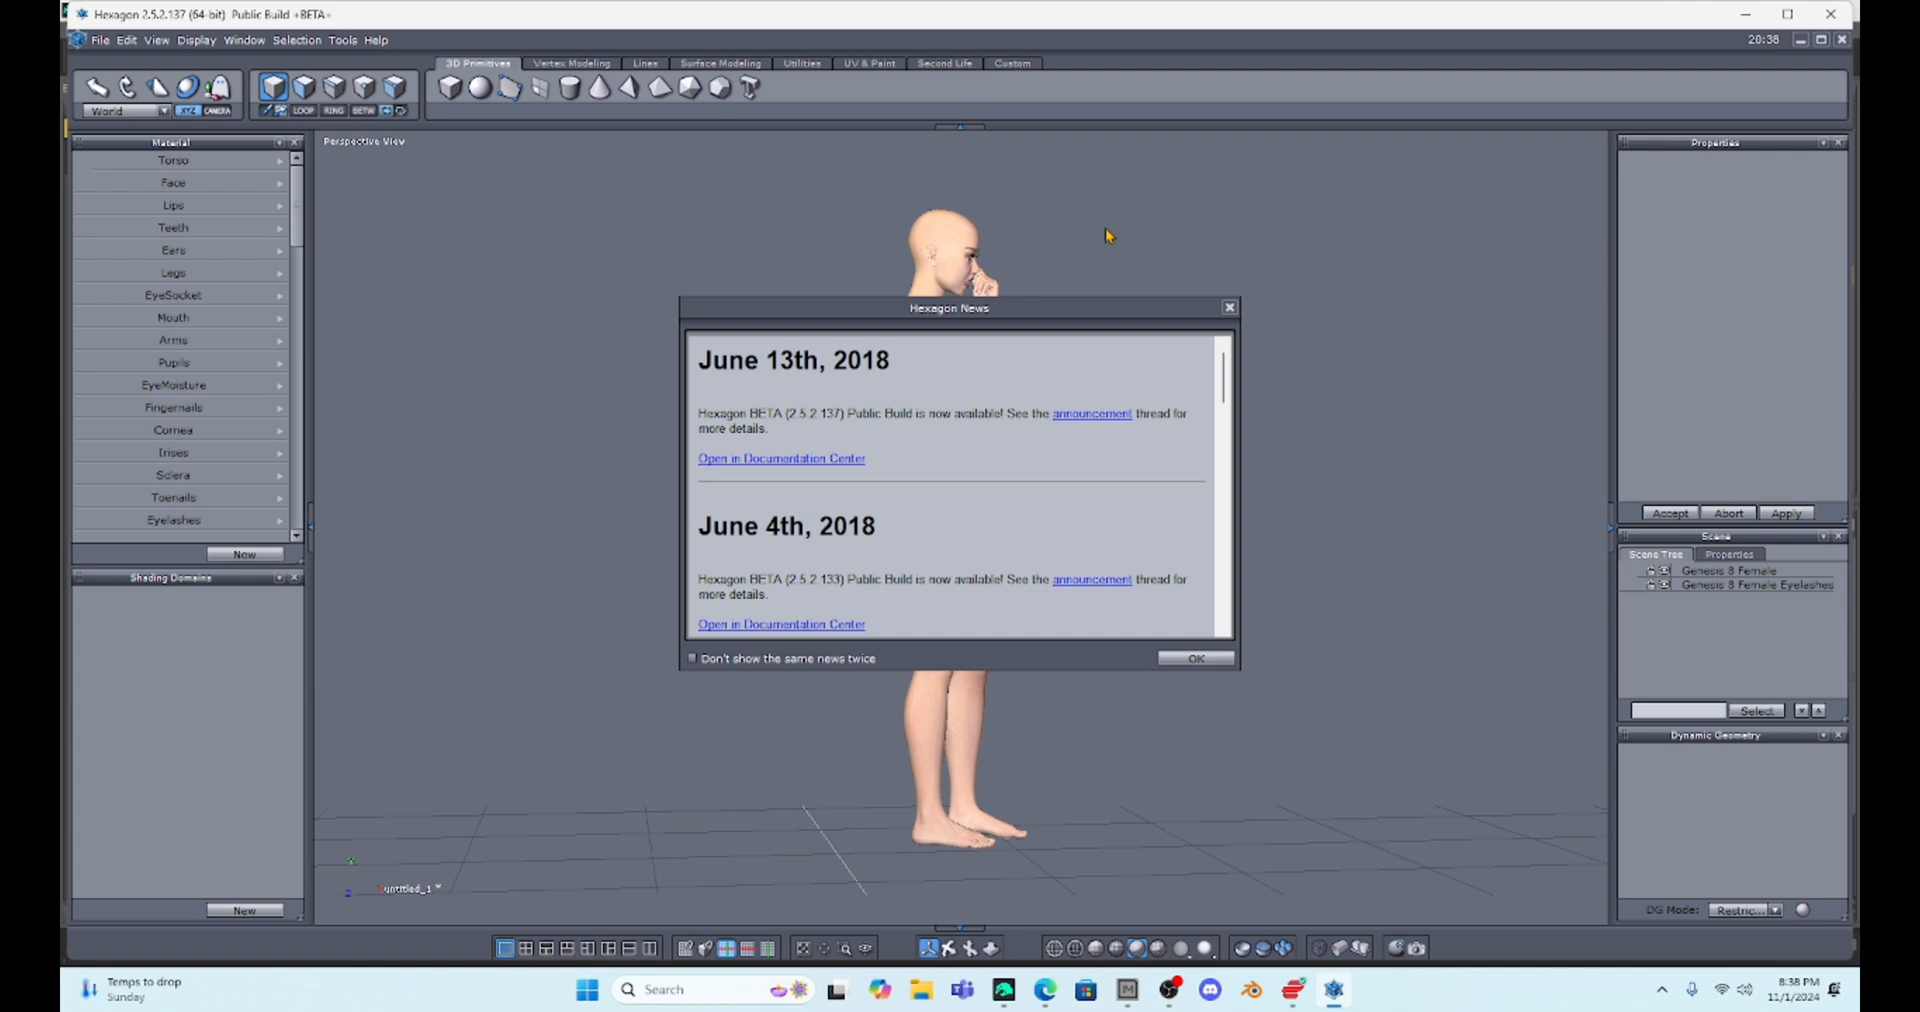 Hexagon 2.5.2.137 (64-bit) Public Build +BETA+
File Edit View Display Window Selection Tools Help
20:38
3D Primitives Vertex Modeling Lines Surface Modeling Utilities UV & Paint Second Life Custom
World XYZ CAMERA LOOP RING BETW
Material
Torso
Face
Lips
Teeth
Ears
Legs
EyeSocket
Mouth
Arms
Pupils
EyeMoisture
Fingernails
Cornea
Irises
Sclera
Toenails
Eyelashes
New
Shading Domains
New
Perspective View
Hexagon News
June 13th, 2018
Hexagon BETA (2.5.2.137) Public Build is now available! See the announcement thread for
more details.
Open in Documentation Center
June 4th, 2018
Hexagon BETA (2.5.2.133) Public Build is now available! See the announcement thread for
more details.
Open in Documentation Center
Don't show the same news twice
OK
Z
untitled_1 *
Properties
Accept Abort Apply
Scene
Scene Tree Properties
Genesis 8 Female
Genesis 8 Female Eyelashes
Select
Dynamic Geometry
DG Mode: Restric...
Temps to drop
Sunday
Search
8:38 PM
11/1/2024